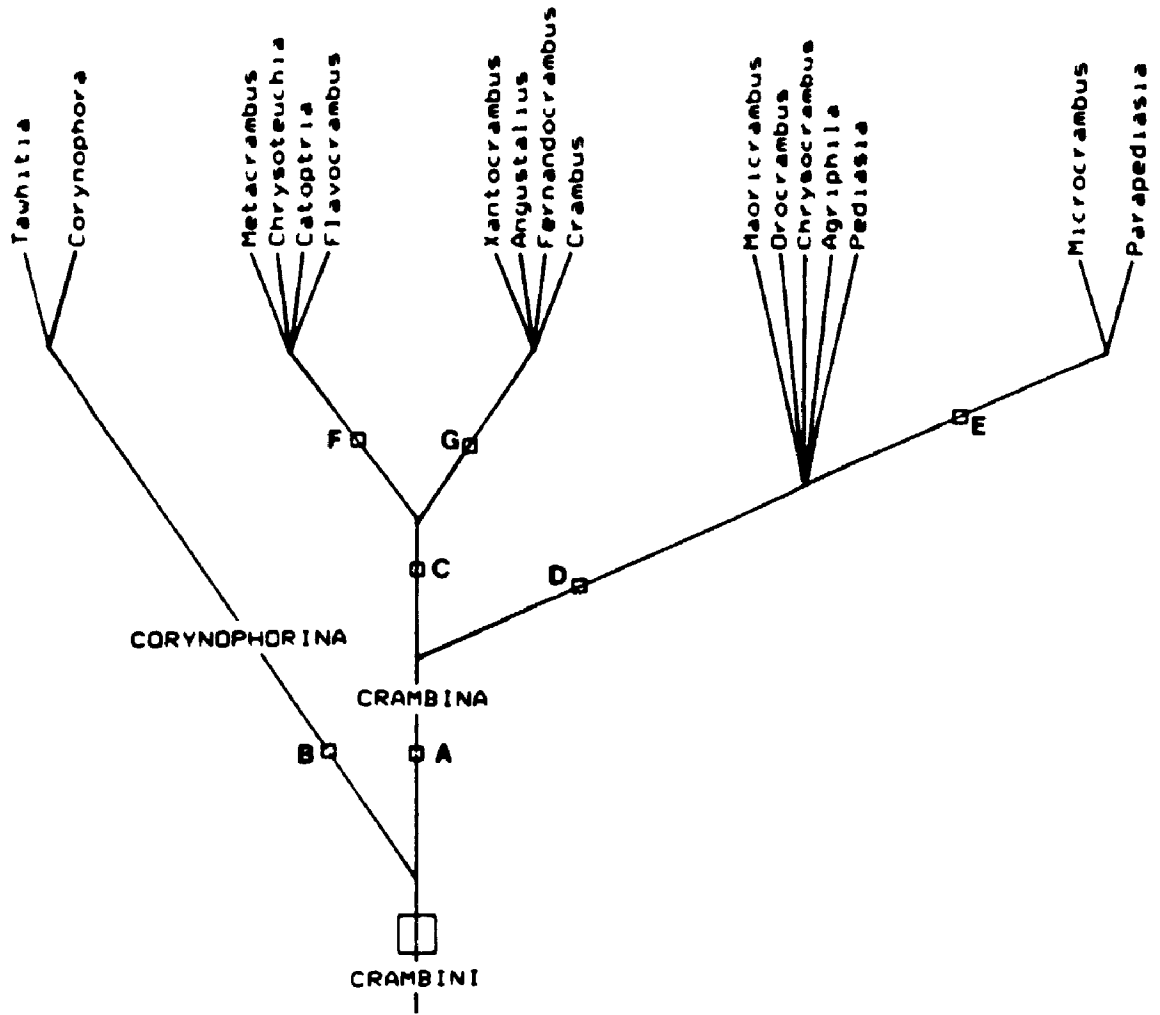 Tawhitia
Corynophora
Metacrambus
Chrysoteuchia
Catoptria
Flavocrambus
Xantocrambus
Angustalius
Fernandocrambus
Crambus
Maoricrambus
Orocrambus
Chrysocrambus
Agriphila
Pediasia
Microcrambus
Parapediasia
F
G
E
C
D
CORYNOPHORINA
CRAMBINA
B
A
CRAMBINI